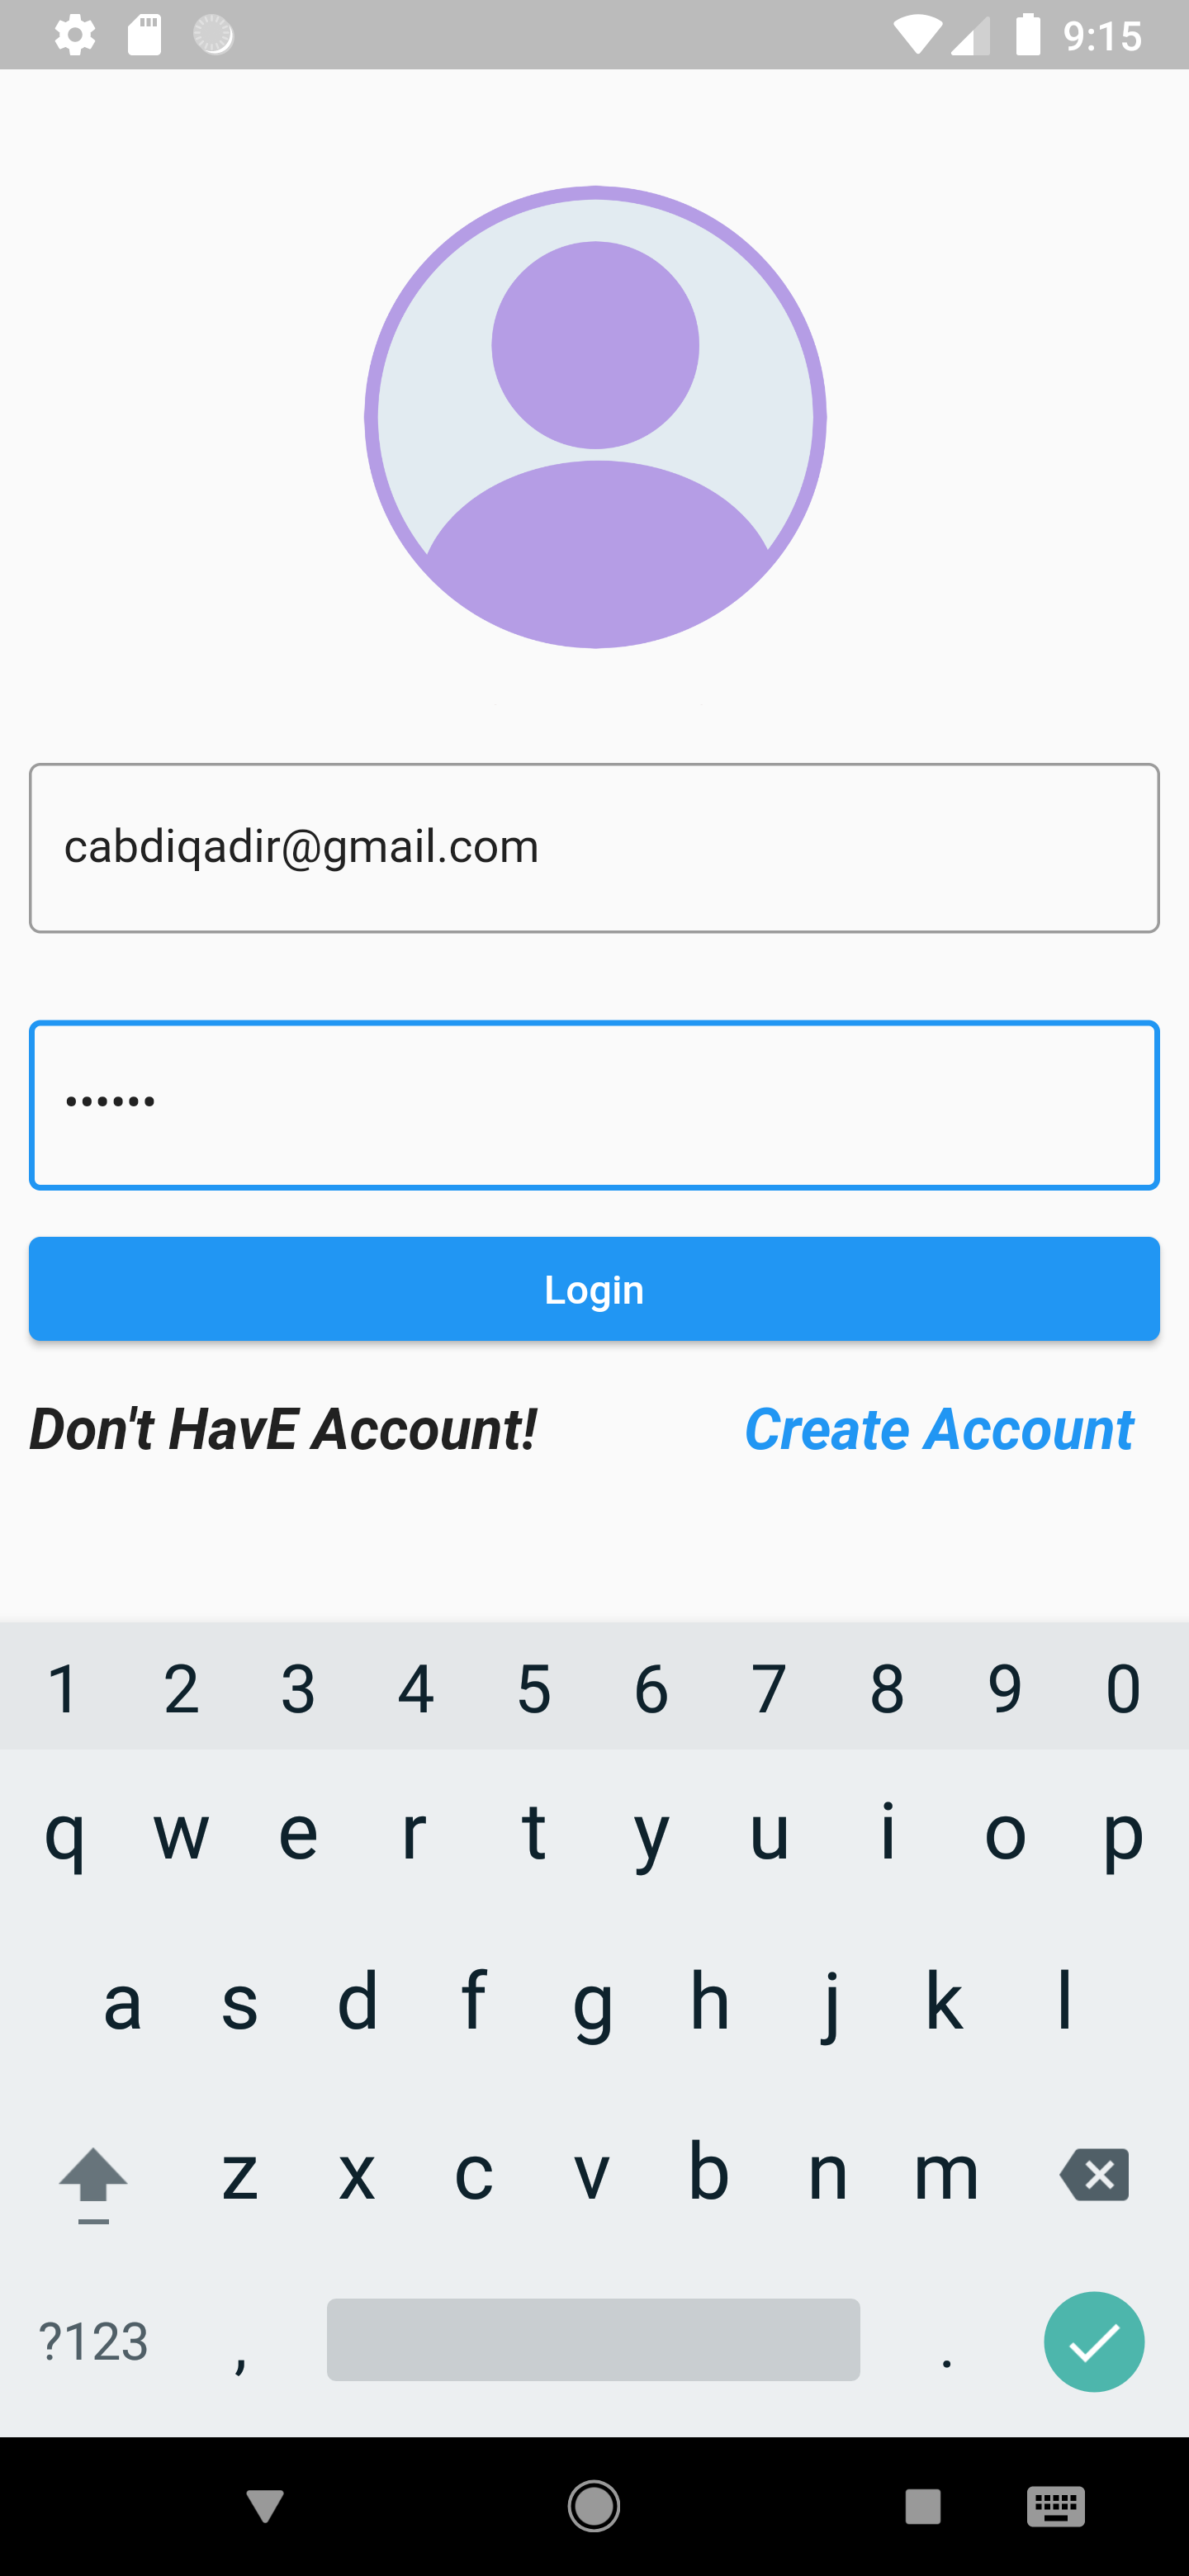 9:15
cabdiqadir@gmail.com
••••••
Login
Don't HavE Account! Create Account
1 2 3 4 5 6 7 8 9 0
q w e r t y u i o p
a s d f g h j k l
z x c v b n m
?123 , .